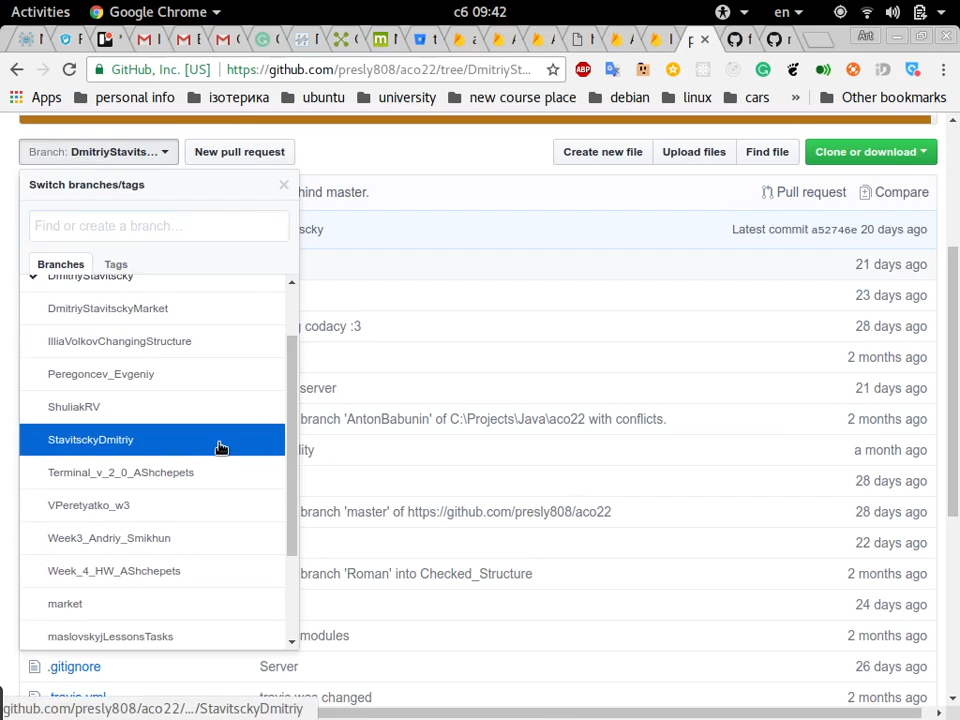 Activities Google Chrome сб 09:42 en
Art
GitHub, Inc. [US] https://github.com/presly808/aco22/tree/DmitriySt...
Apps personal info ізотерика ubuntu university new course place debian linux cars » Other bookmarks
Branch: DmitriyStavits... New pull request Create new file Upload files Find file Clone or download
Switch branches/tags
hind master. Pull request Compare
Find or create a branch...
scky Latest commit a52746e 20 days ago
Branches Tags
21 days ago
DmitriyStavitscky
23 days ago
DmitriyStavitsckyMarket
codacy :3 28 days ago
IlliaVolkovChangingStructure
2 months ago
Peregoncev_Evgeniy
server 21 days ago
ShuliakRV
branch 'AntonBabunin' of C:\Projects\Java\aco22 with conflicts. 2 months ago
StavitsckyDmitriy
lity a month ago
Terminal_v_2_0_AShchepets
28 days ago
VPeretyatko_w3
branch 'master' of https://github.com/presly808/aco22 28 days ago
Week3_Andriy_Smikhun
22 days ago
Week_4_HW_AShchepets
branch 'Roman' into Checked_Structure 2 months ago
market
24 days ago
maslovskyjLessonsTasks
modules 2 months ago
.gitignore Server 26 days ago
.travis.yml travis was changed 2 months ago
github.com/presly808/aco22/.../StavitsckyDmitriy